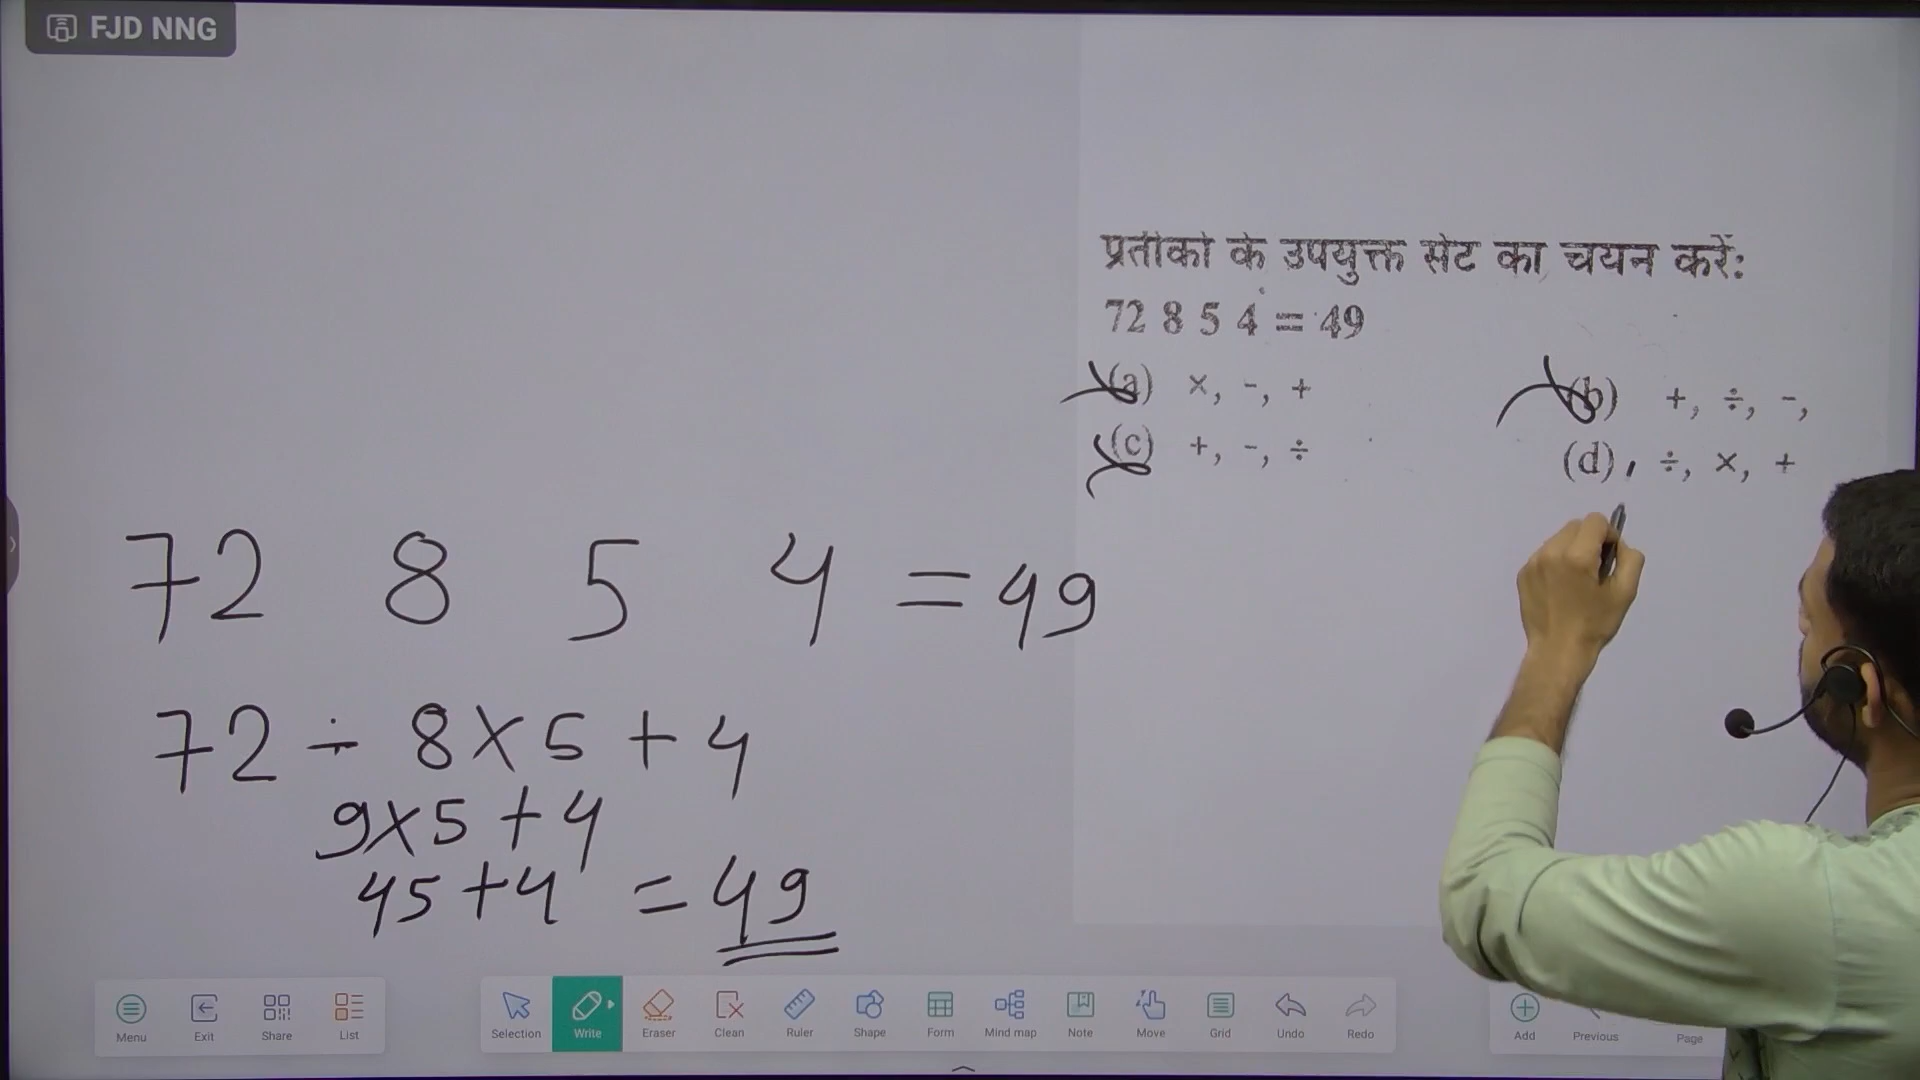 FJD NNG
प्रतीकों के उपयुक्त सेट का चयन करें:
72 8 5 4 = 49
(a) ×, -, +
(b) +, ÷, -,
(c) +, -, ÷
(d) ÷, ×, +
72 8 5 4 = 49
72 ÷ 8 × 5 + 4
9 × 5 + 4
45 + 4 = 49
Menu Exit Share List Selection Write Eraser Clean Ruler Shape Form Mind map Note Move Grid Undo Redo Add Previous Page